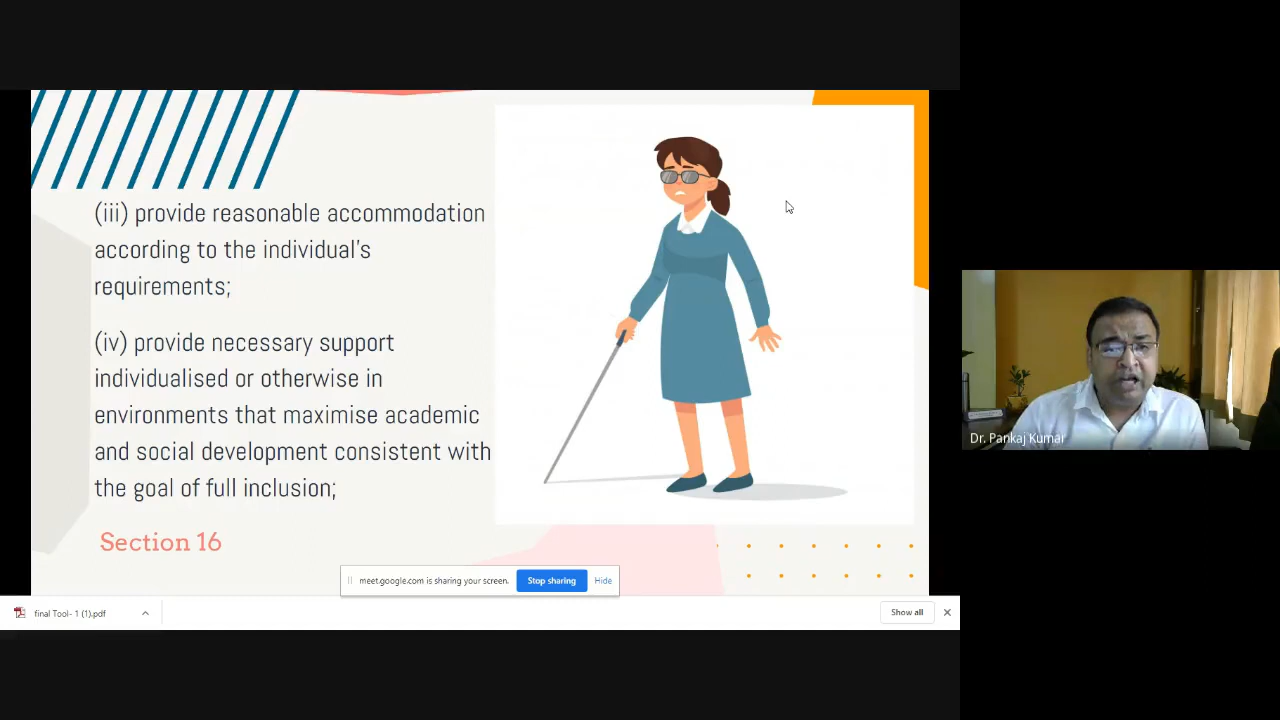 (iii) provide reasonable accommodation
according to the individual's
requirements;
(iv) provide necessary support
individualised or otherwise in
environments that maximise academic
and social development consistent with
the goal of full inclusion;
Section 16
meet.google.com is sharing your screen.
Stop sharing
Hide
final Tool- 1 (1).pdf
Show all
Dr. Pankaj Kumar